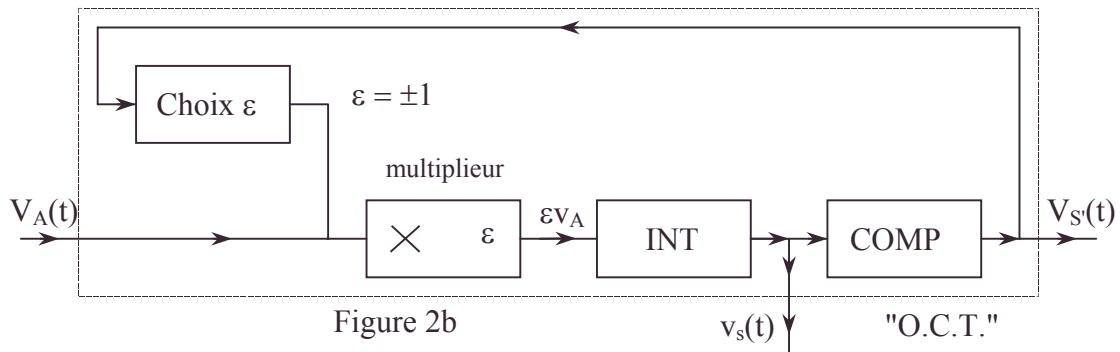 Choix ε
ε = ±1
multiplieur
V_A(t)
× ε
εv_A
INT
COMP
V_S'(t)
v_s(t)
Figure 2b
"O.C.T."